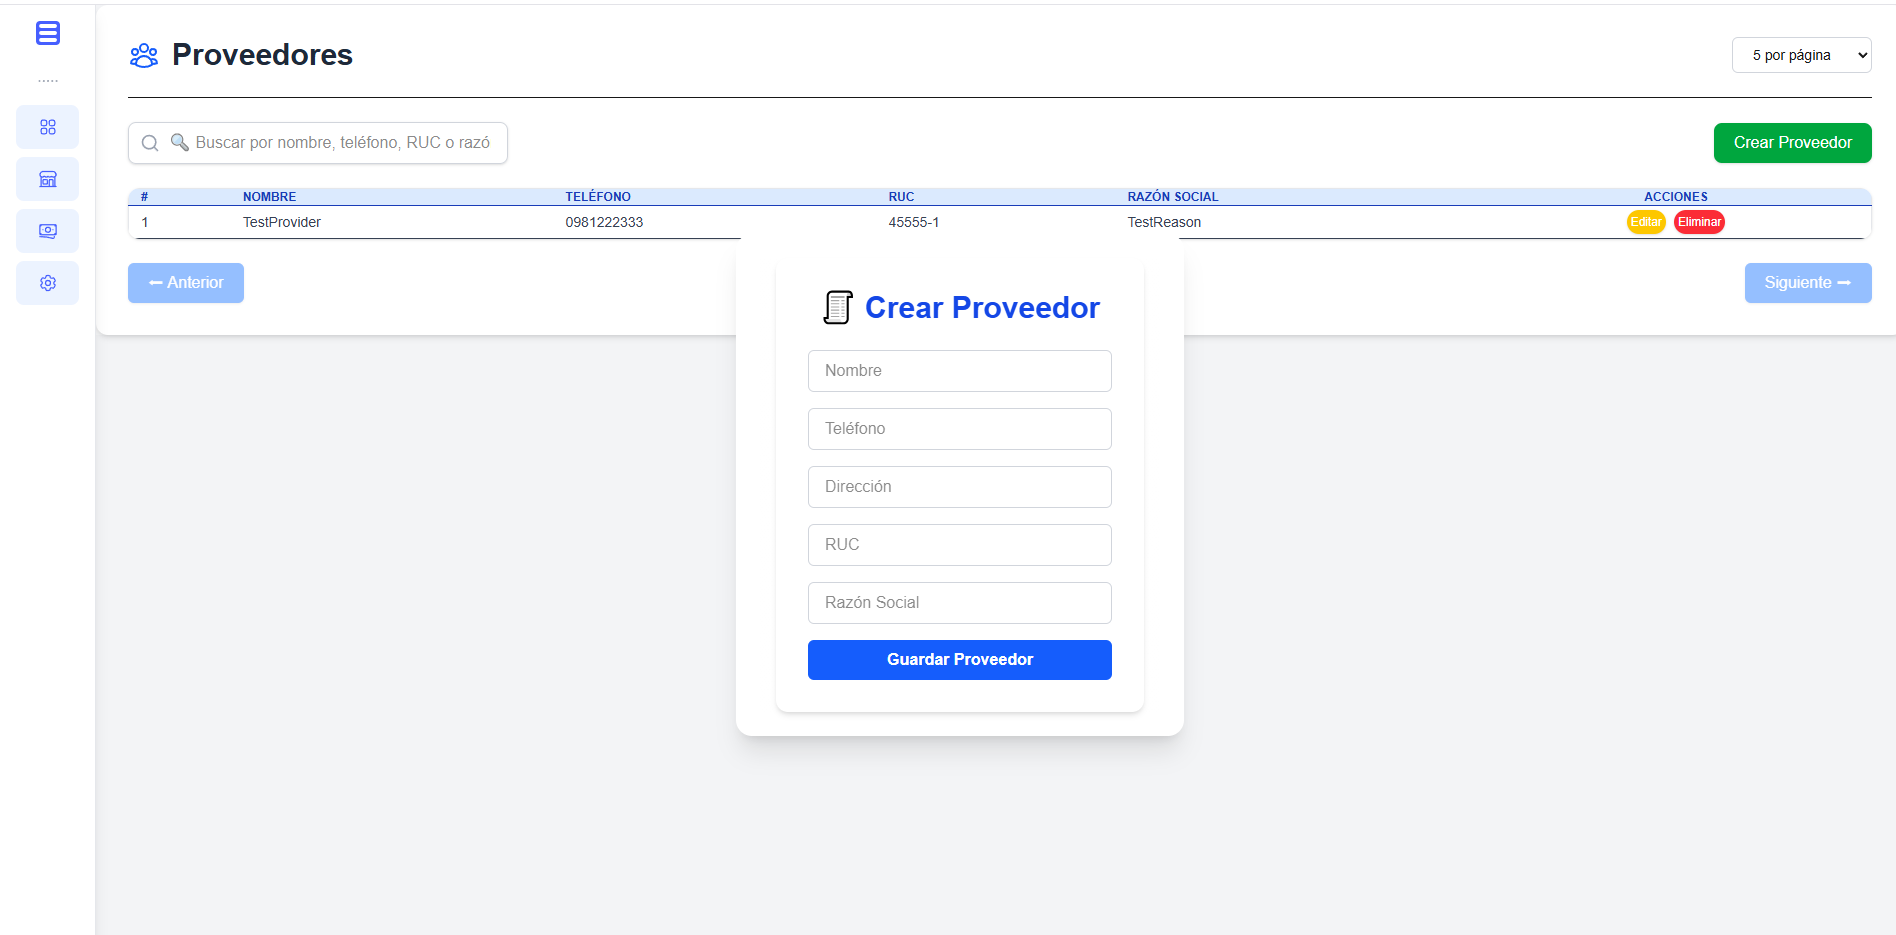 Proveedores
5 por página
.....
🔍 Buscar por nombre, teléfono, RUC o razó
Crear Proveedor
# NOMBRE TELÉFONO RUC RAZÓN SOCIAL ACCIONES
1 TestProvider 0981222333 45555-1 TestReason Editar Eliminar
⬅ Anterior
Siguiente ➡
Crear Proveedor
Nombre
Teléfono
Dirección
RUC
Razón Social
Guardar Proveedor